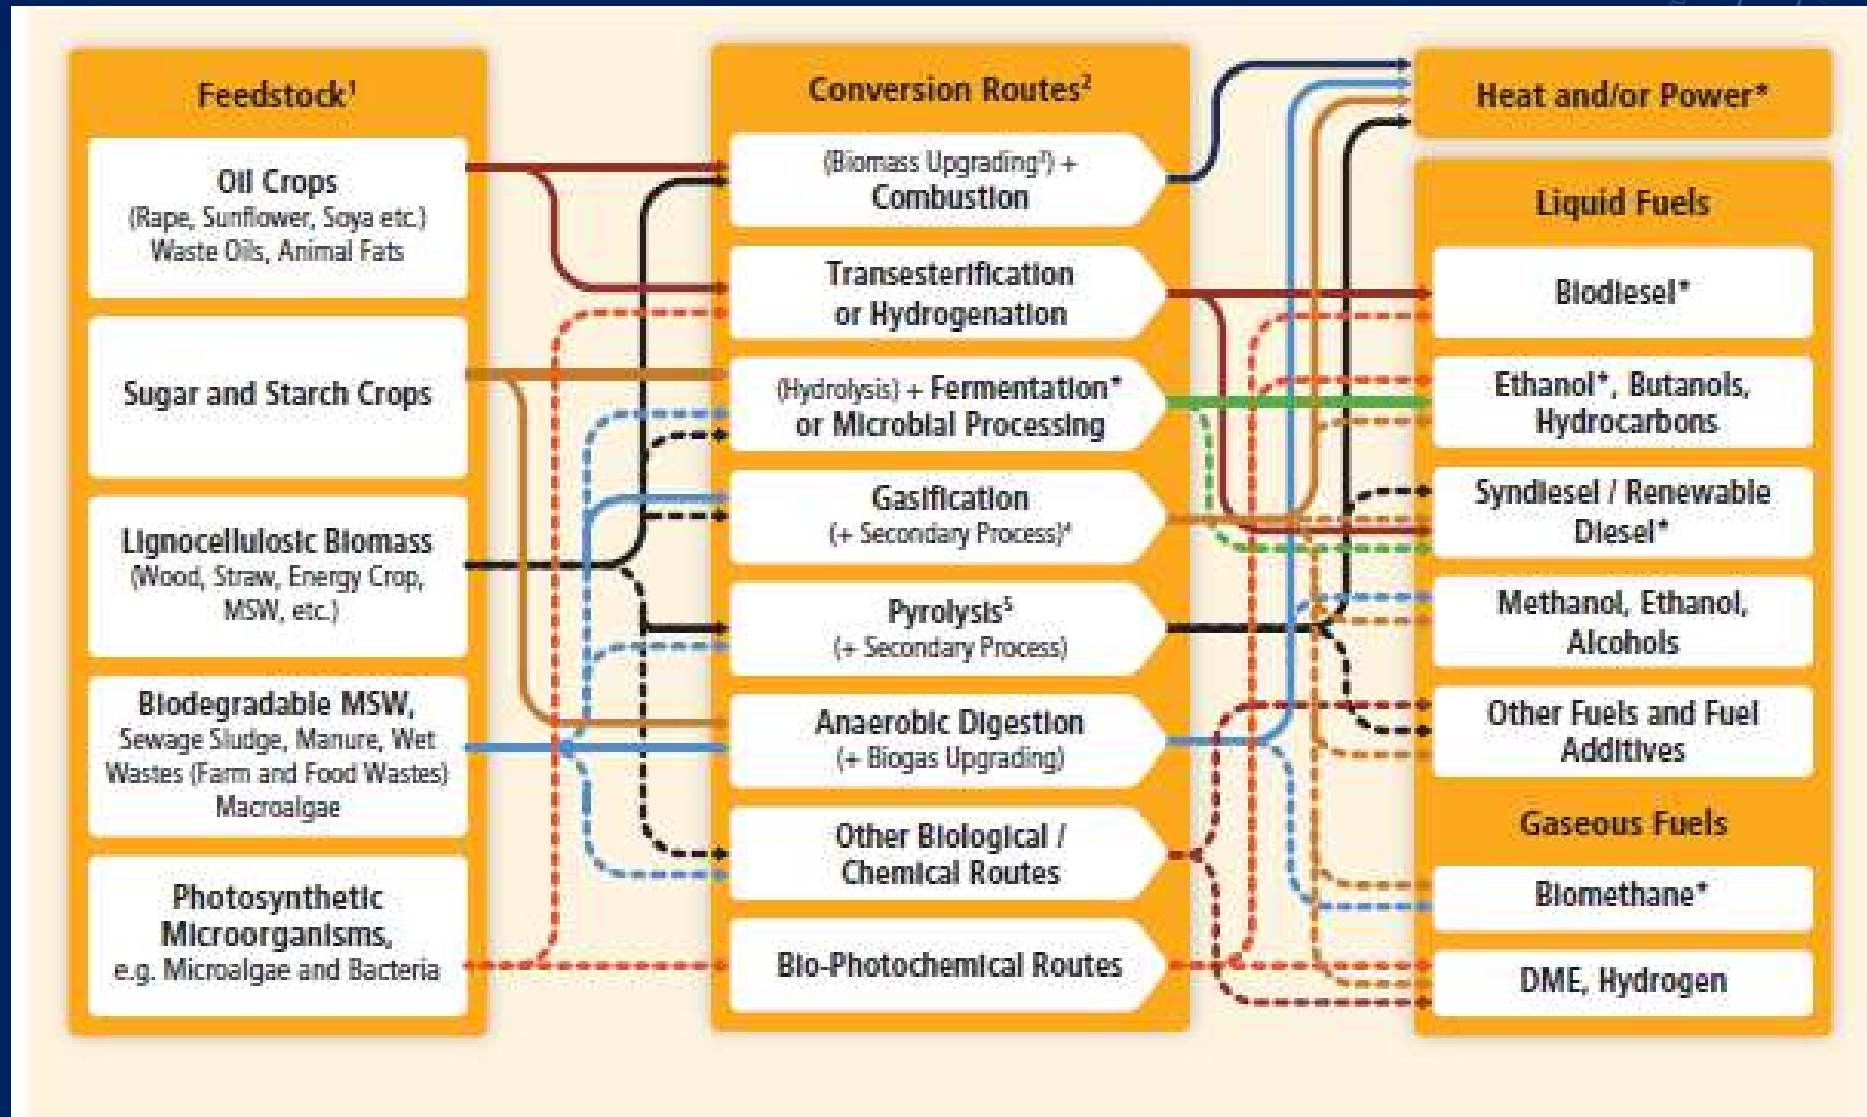 Feedstock¹
Oil Crops
(Rape, Sunflower, Soya etc.)
Waste Oils, Animal Fats
Sugar and Starch Crops
Lignocellulosic Biomass
(Wood, Straw, Energy Crop,
MSW, etc.)
Biodegradable MSW,
Sewage Sludge, Manure, Wet
Wastes (Farm and Food Wastes)
Macroalgae
Photosynthetic
Microorganisms,
e.g. Microalgae and Bacteria
Conversion Routes²
(Biomass Upgrading³) +
Combustion
Transesterification
or Hydrogenation
(Hydrolysis) + Fermentation*
or Microbial Processing
Gasification
(+ Secondary Process)⁴
Pyrolysis⁵
(+ Secondary Process)
Anaerobic Digestion
(+ Biogas Upgrading)
Other Biological /
Chemical Routes
Bio-Photochemical Routes
Heat and/or Power*
Liquid Fuels
Biodiesel*
Ethanol*, Butanols,
Hydrocarbons
Syndiesel / Renewable
Diesel*
Methanol, Ethanol,
Alcohols
Other Fuels and Fuel
Additives
Gaseous Fuels
Biomethane*
DME, Hydrogen